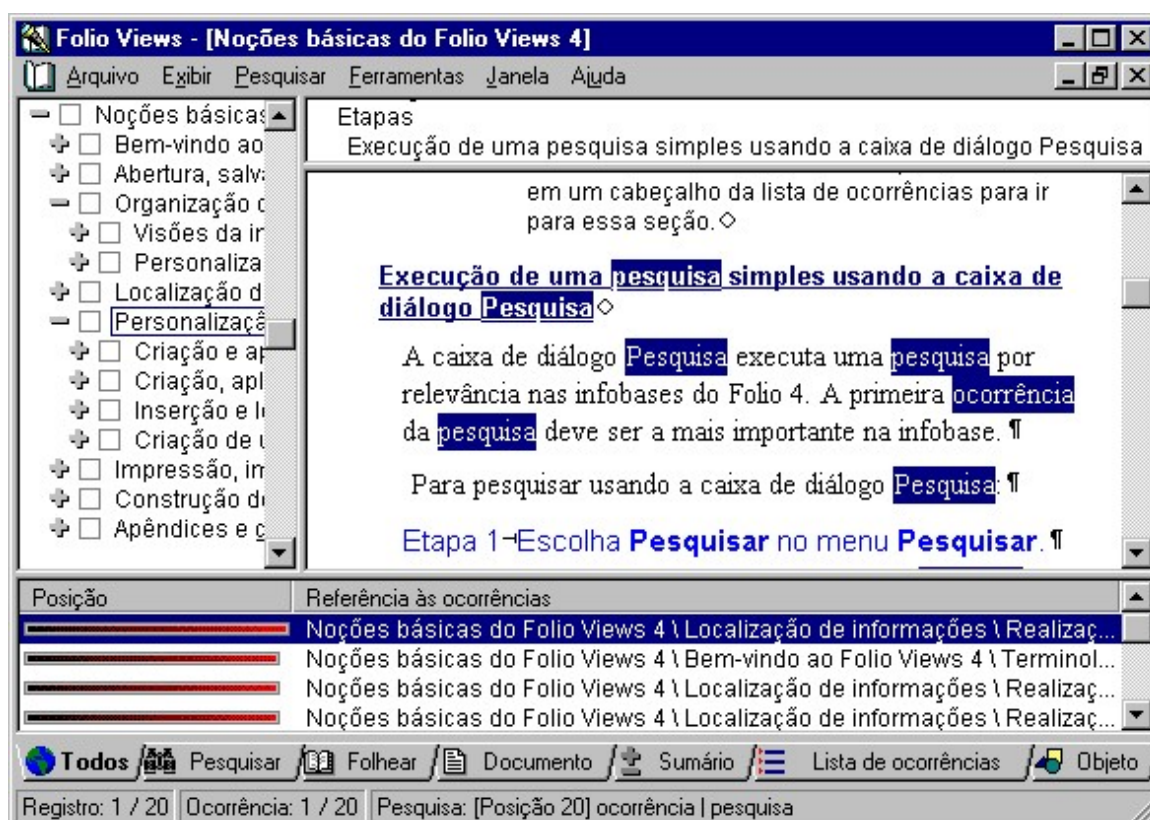 Folio Views - [Noções básicas do Folio Views 4]
Arquivo Exibir Pesquisar Ferramentas Janela Ajuda
Noções básicas
Bem-vindo ao
Abertura, salv
Organização
Visões da
Personaliza
Localização d
Personalizaçã
Criação e
Criação, apl
Inserção e
Criação de
Impressão, im
Construção de
Apêndices e c
Etapas
Execução de uma pesquisa simples usando a caixa de diálogo Pesquisa
em um cabeçalho da lista de ocorrências para ir
para essa seção.◇
Execução de uma pesquisa simples usando a caixa de
diálogo Pesquisa◇
A caixa de diálogo Pesquisa executa uma pesquisa por
relevância nas infobases do Folio 4. A primeira ocorrência
da pesquisa deve ser a mais importante na infobase. ¶
Para pesquisar usando a caixa de diálogo Pesquisa: ¶
Etapa 1¬Escolha Pesquisar no menu Pesquisar. ¶
Posição Referência às ocorrências
Noções básicas do Folio Views 4 \ Localização de informações \ Realizaç...
Noções básicas do Folio Views 4 \ Bem-vindo ao Folio Views 4 \ Terminol...
Noções básicas do Folio Views 4 \ Localização de informações \ Realizaç...
Noções básicas do Folio Views 4 \ Localização de informações \ Realizaç...
Todos Pesquisar Folhear Documento Sumário Lista de ocorrências Objeto
Registro: 1 / 20 Ocorrência: 1 / 20 Pesquisa: [Posição 20] ocorrência | pesquisa